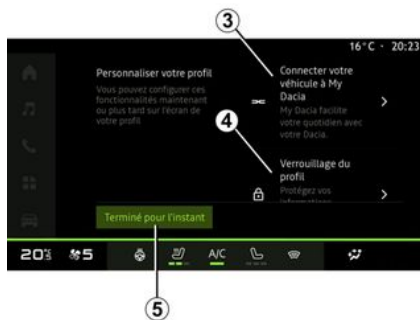 3
16°C · 20:23
Personnaliser votre profil
Vous pouvez configurer ces
fonctionnalités maintenant
ou plus tard sur l'écran de
votre profil
Connecter votre
véhicule à My
Dacia
My Dacia facilite
votre quotidien avec
votre Dacia.
4
Verrouillage du
profil
Protégez vos
informations
Terminé pour l'instant
20 5 A/C
5